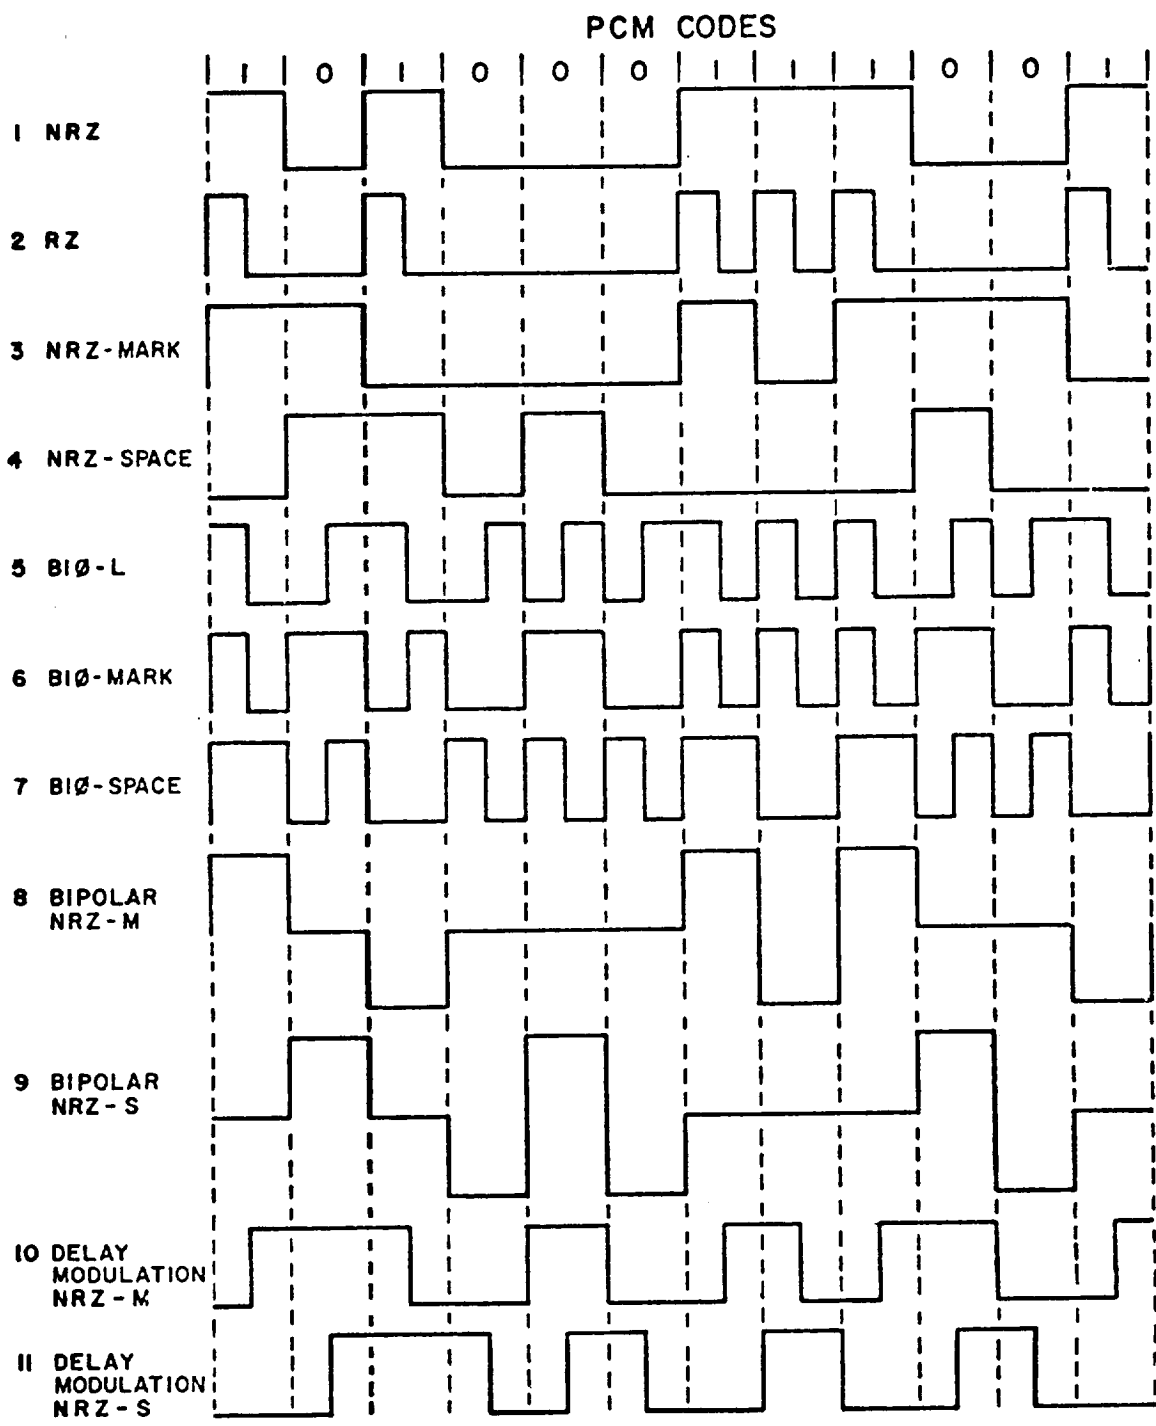 PCM CODES
1 0 1 0 0 0 1 1 1 0 0 1
1 NRZ
2 RZ
3 NRZ-MARK
4 NRZ-SPACE
5 BIØ-L
6 BIØ-MARK
7 BIØ-SPACE
8 BIPOLAR
NRZ-M
9 BIPOLAR
NRZ-S
10 DELAY
MODULATION
NRZ-M
11 DELAY
MODULATION
NRZ-S